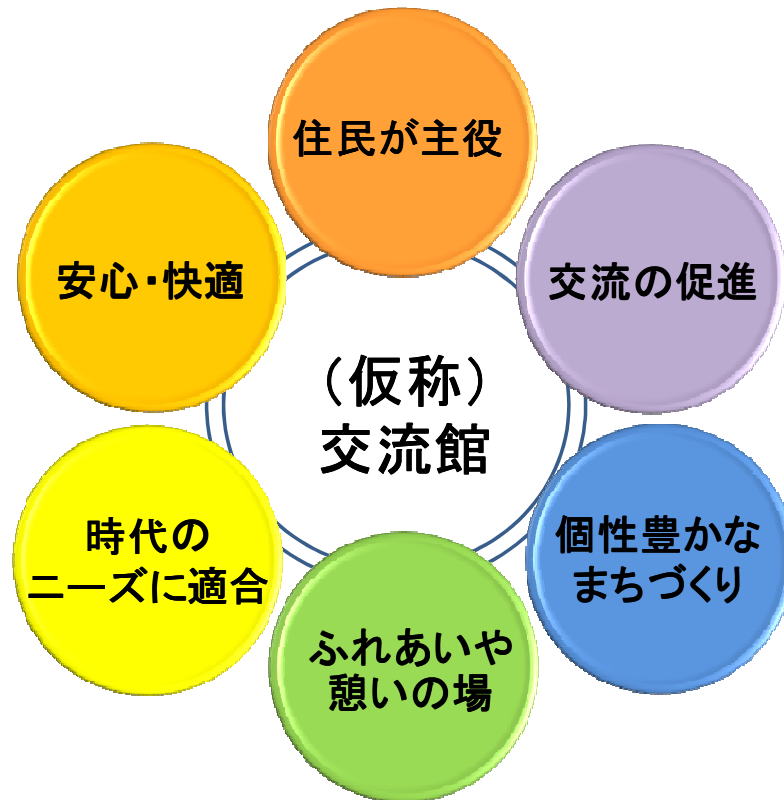 住民が主役
交流の促進
個性豊かな
まちづくり
ふれあいや
憩いの場
時代の
ニーズに適合
安心・快適
（仮称）
交流館